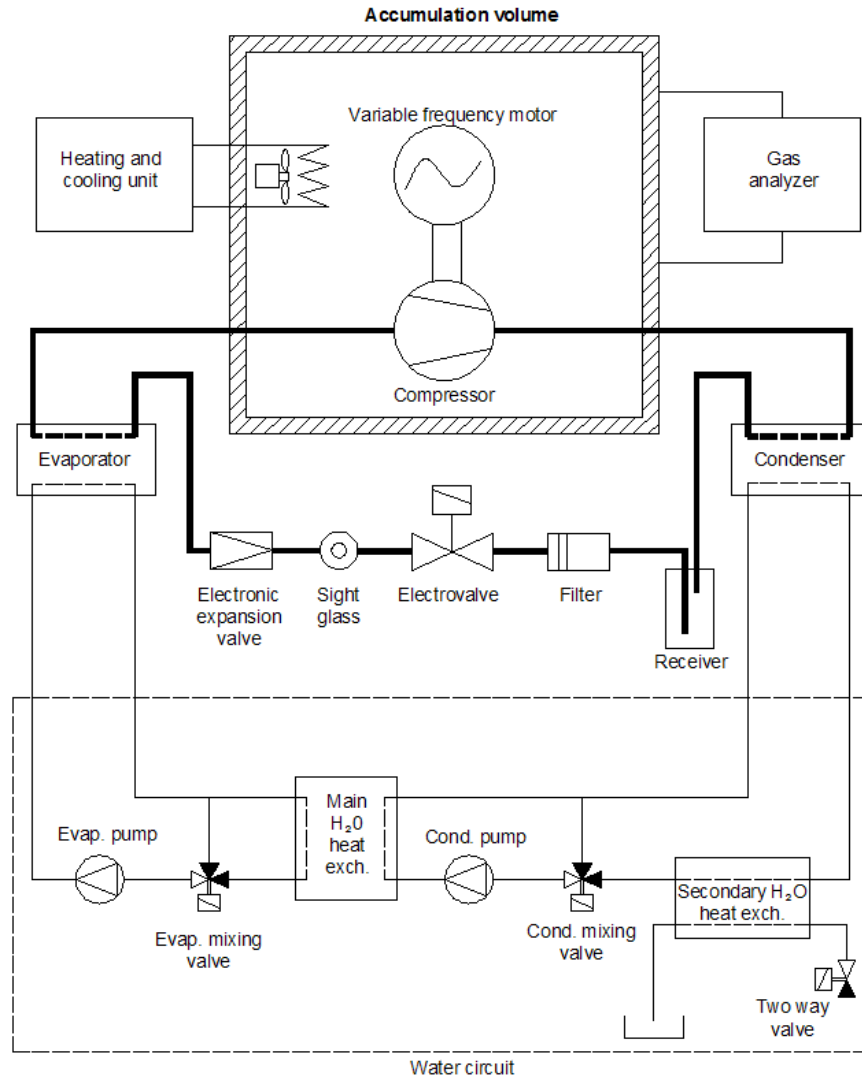 Accumulation volume
Variable frequency motor
Heating and
cooling unit
Gas
analyzer
Compressor
Evaporator
Condenser
Electronic
expansion
valve
Sight
glass
Electrovalve
Filter
Receiver
Main
H₂0
heat
exch.
Evap. pump
Cond. pump
Secondary H₂O
heat exch.
Evap. mixing
valve
Cond. mixing
valve
Two way
valve
Water circuit